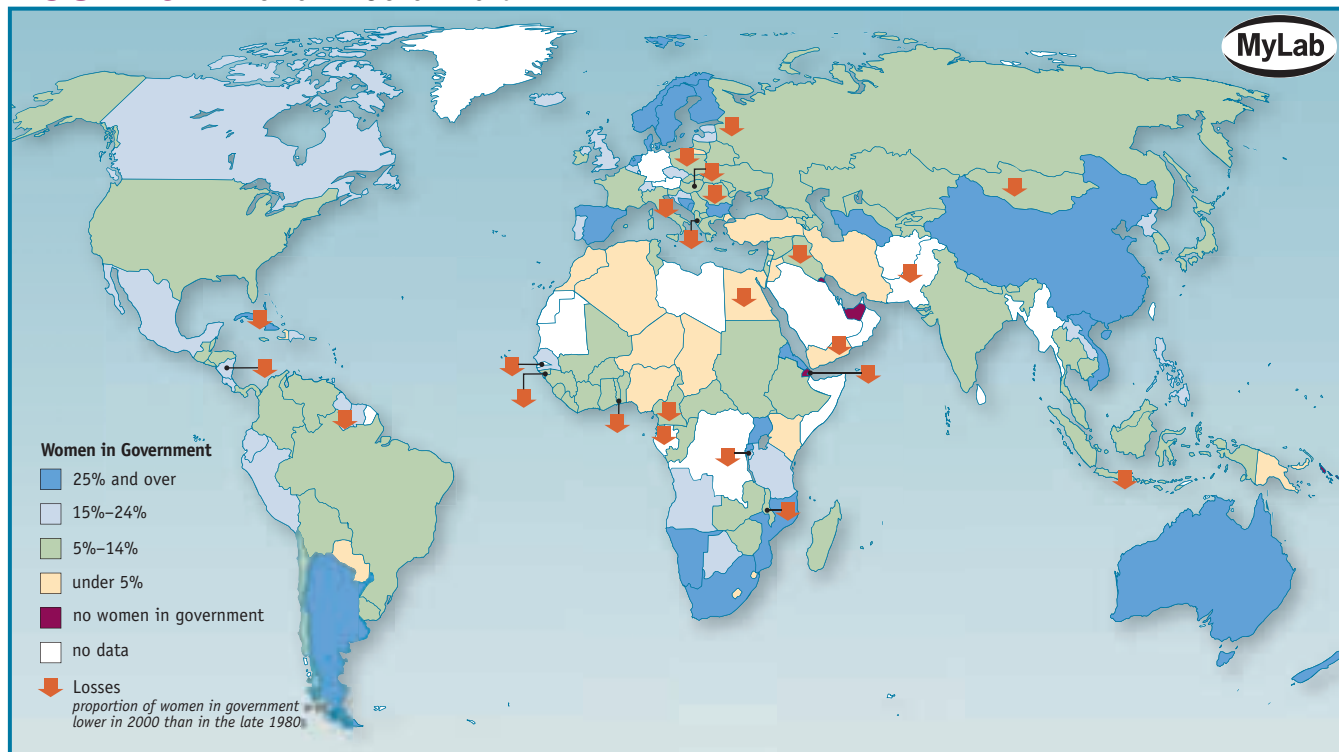 MyLab
Women in Government
25% and over
15%–24%
5%–14%
under 5%
no women in government
no data
Losses
proportion of women in government
lower in 2000 than in the late 1980